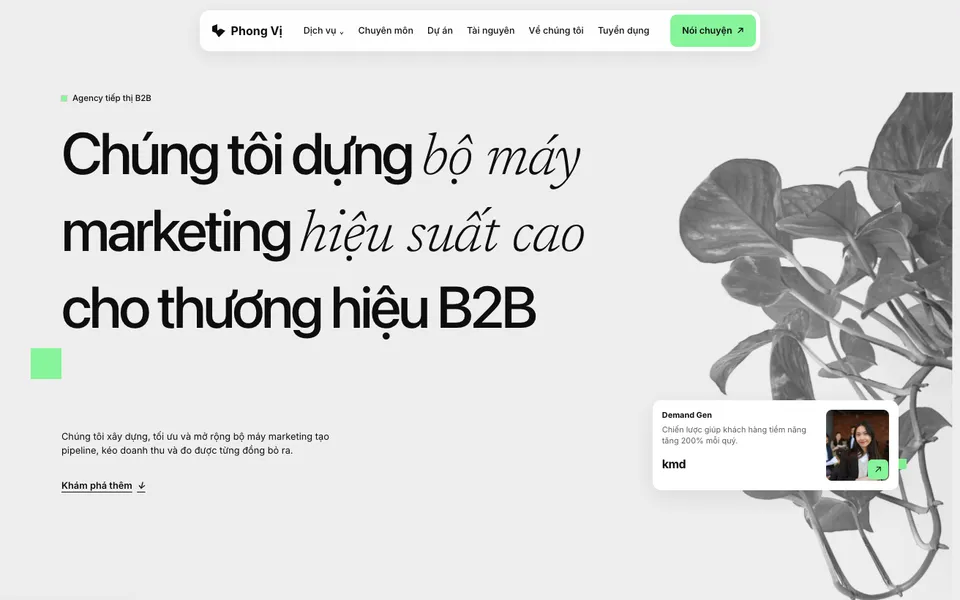 Phong Vị
Dịch vụ
Chuyên môn
Dự án
Tài nguyên
Về chúng tôi
Tuyển dụng
Nói chuyện
Agency tiếp thị B2B
Chúng tôi dựng bộ máy
marketing hiệu suất cao
cho thương hiệu B2B
Chúng tôi xây dựng, tối ưu và mở rộng bộ máy marketing tạo
pipeline, kéo doanh thu và đo được từng đồng bỏ ra.
Khám phá thêm
Demand Gen
Chiến lược giúp khách hàng tiềm năng
tăng 200% mỗi quý.
kmd